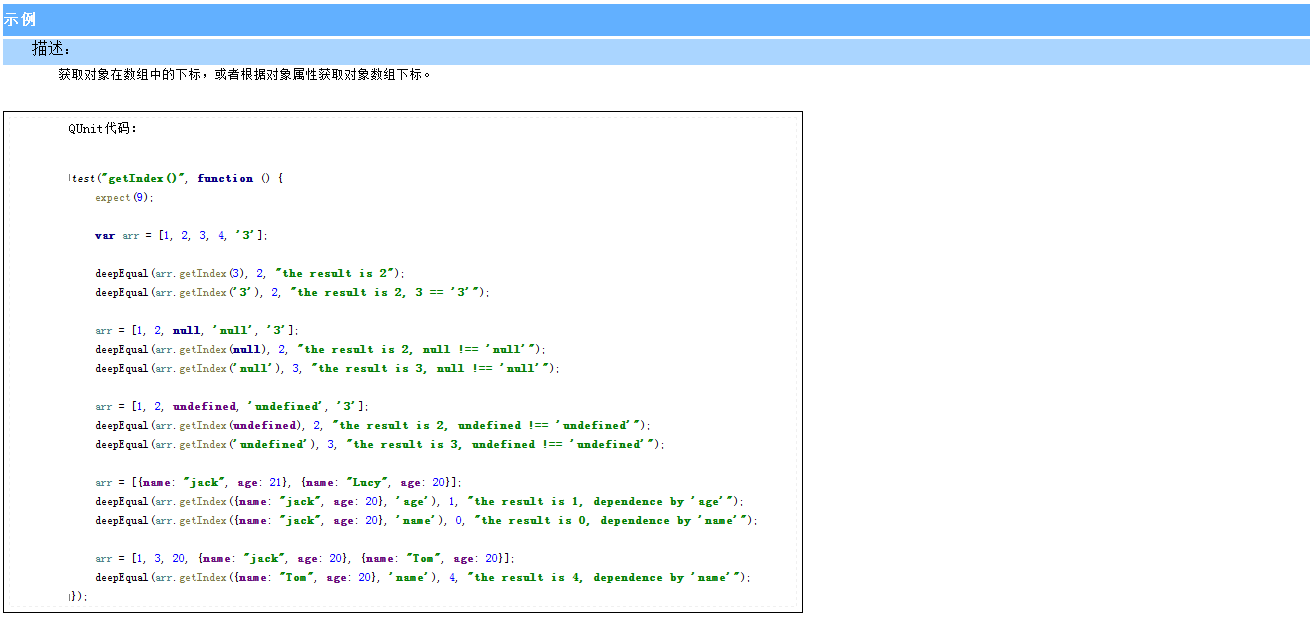 示例
描述:
获取对象在数组中的下标，或者根据对象属性获取对象数组下标。
QUnit代码:
test("getIndex()", function () {
expect(9);
var arr = [1, 2, 3, 4, '3'];
deepEqual(arr.getIndex(3), 2, "the result is 2");
deepEqual(arr.getIndex('3'), 2, "the result is 2, 3 == '3'");
arr = [1, 2, null, 'null', '3'];
deepEqual(arr.getIndex(null), 2, "the result is 2, null !== 'null'");
deepEqual(arr.getIndex('null'), 3, "the result is 3, null !== 'null'");
arr = [1, 2, undefined, 'undefined', '3'];
deepEqual(arr.getIndex(undefined), 2, "the result is 2, undefined !== 'undefined'");
deepEqual(arr.getIndex('undefined'), 3, "the result is 3, undefined !== 'undefined'");
arr = [{name: "jack", age: 21}, {name: "Lucy", age: 20}];
deepEqual(arr.getIndex({name: "jack", age: 20}, 'age'), 1, "the result is 1, dependence by 'age'");
deepEqual(arr.getIndex({name: "jack", age: 20}, 'name'), 0, "the result is 0, dependence by 'name'");
arr = [1, 3, 20, {name: "jack", age: 20}, {name: "Tom", age: 20}];
deepEqual(arr.getIndex({name: "Tom", age: 20}, 'name'), 4, "the result is 4, dependence by 'name'");
});